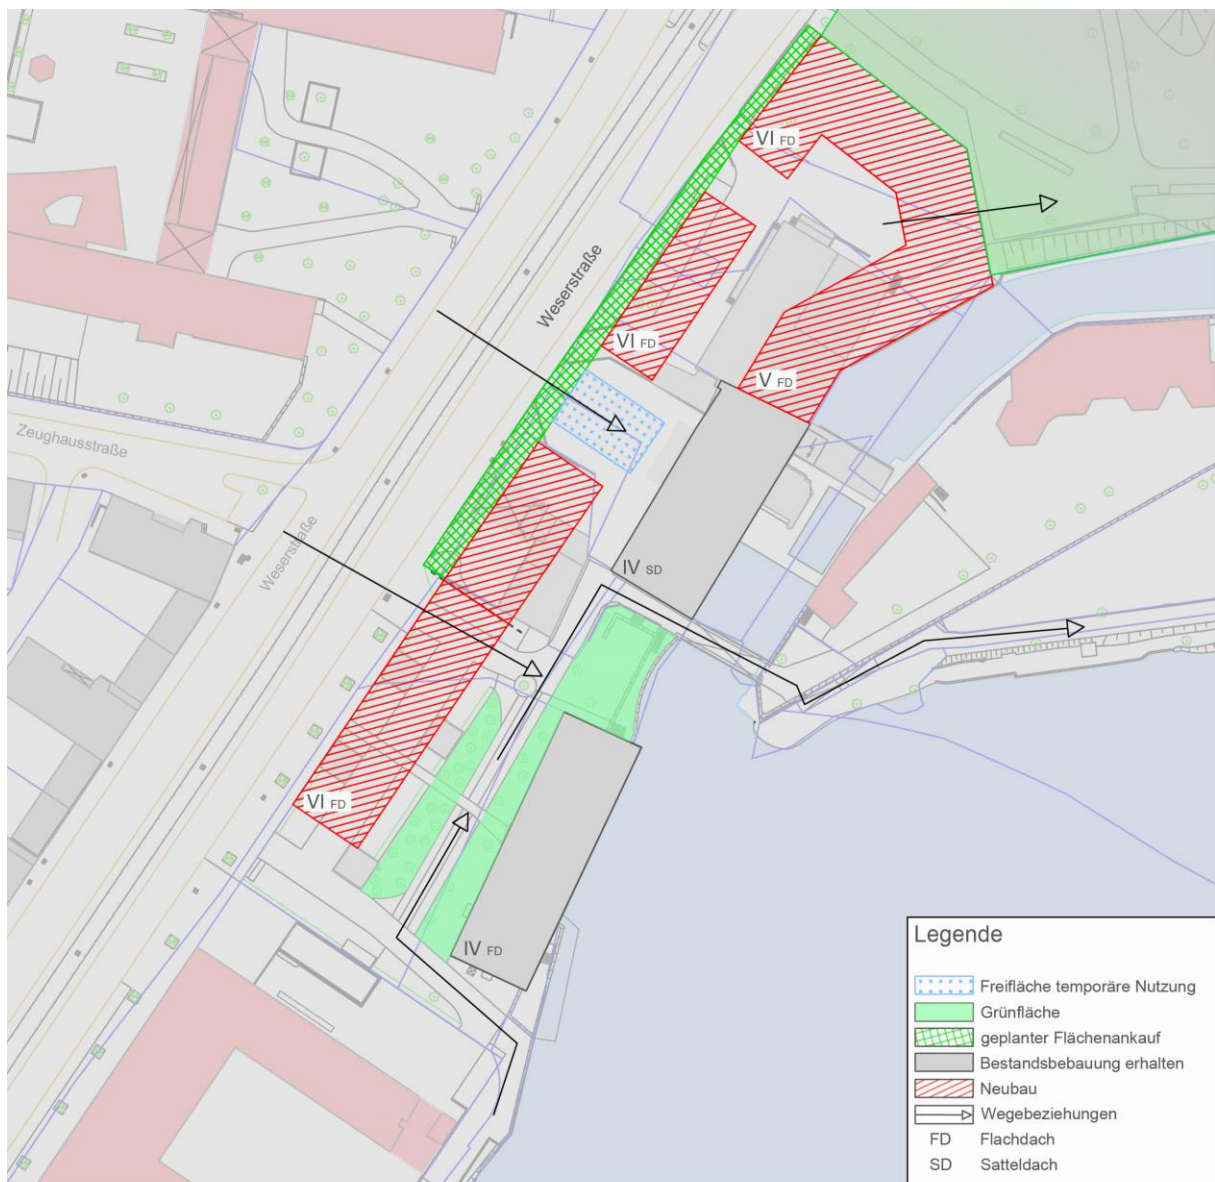 VI FD
Weserstraße
VI FD
V FD
Zeughausstraße
Weserstraße
IV SD
VI FD
IV FD
Legende
Freifläche temporäre Nutzung
Grünfläche
geplanter Flächenankauf
Bestandsbebauung erhalten
Neubau
Wegebeziehungen
FD Flachdach
SD Satteldach